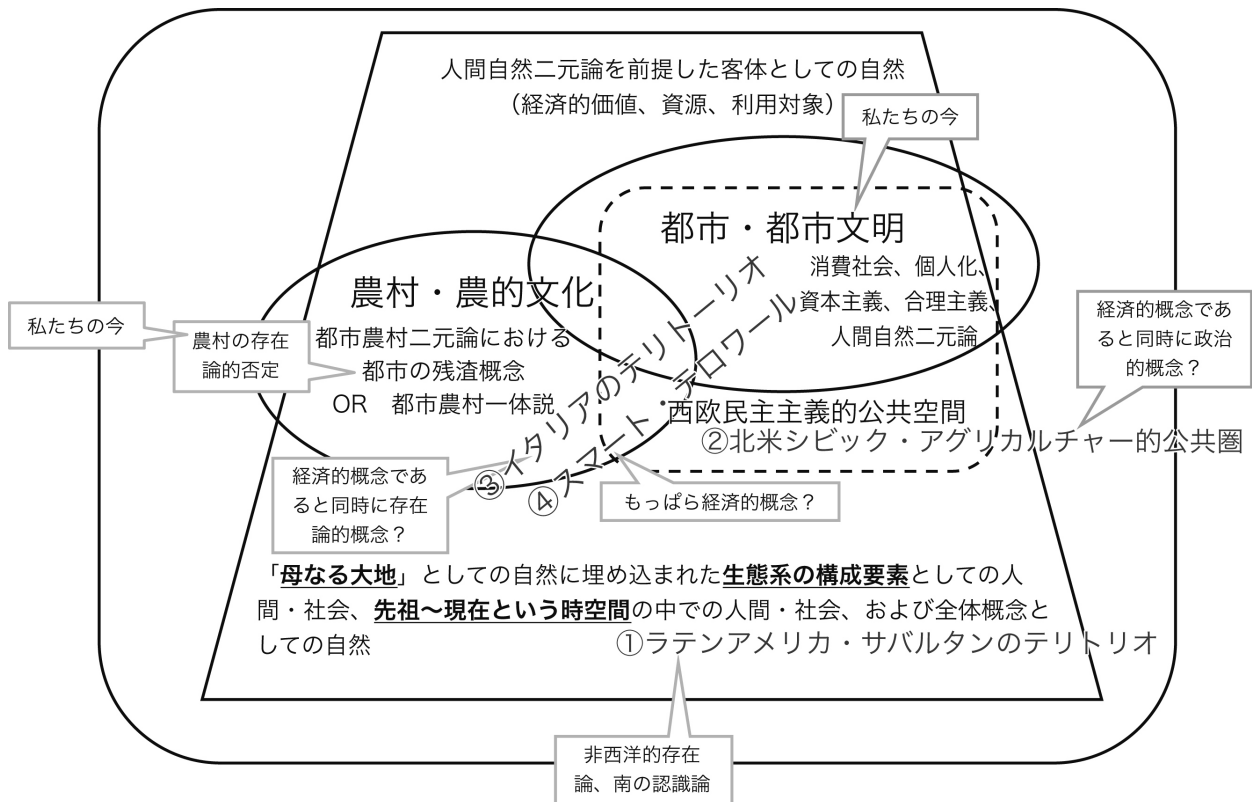 人間自然二元論を前提した客体としての自然
（経済的価値、資源、利用対象）
私たちの今
都市・都市文明
消費社会、個人化、
資本主義、合理主義、
人間自然二元論
農村・農的文化
都市農村二元論における
都市の残渣概念
OR　都市農村一体説
私たちの今
農村の存在
論的否定
経済的概念であ
ると同時に政治
的概念？
西欧民主主義的公共空間
②北米シビック・アグリカルチャー的公共圏
③イタリアのテリトーリオ
④スマート・テロワール
経済的概念であ
ると同時に存在
論的概念？
もっぱら経済的概念？
「母なる大地」としての自然に埋め込まれた生態系の構成要素としての人
間・社会、先祖〜現在という時空間の中での人間・社会、および全体概念と
しての自然
①ラテンアメリカ・サバルタンのテリトリオ
非西洋的存在
論、南の認識論